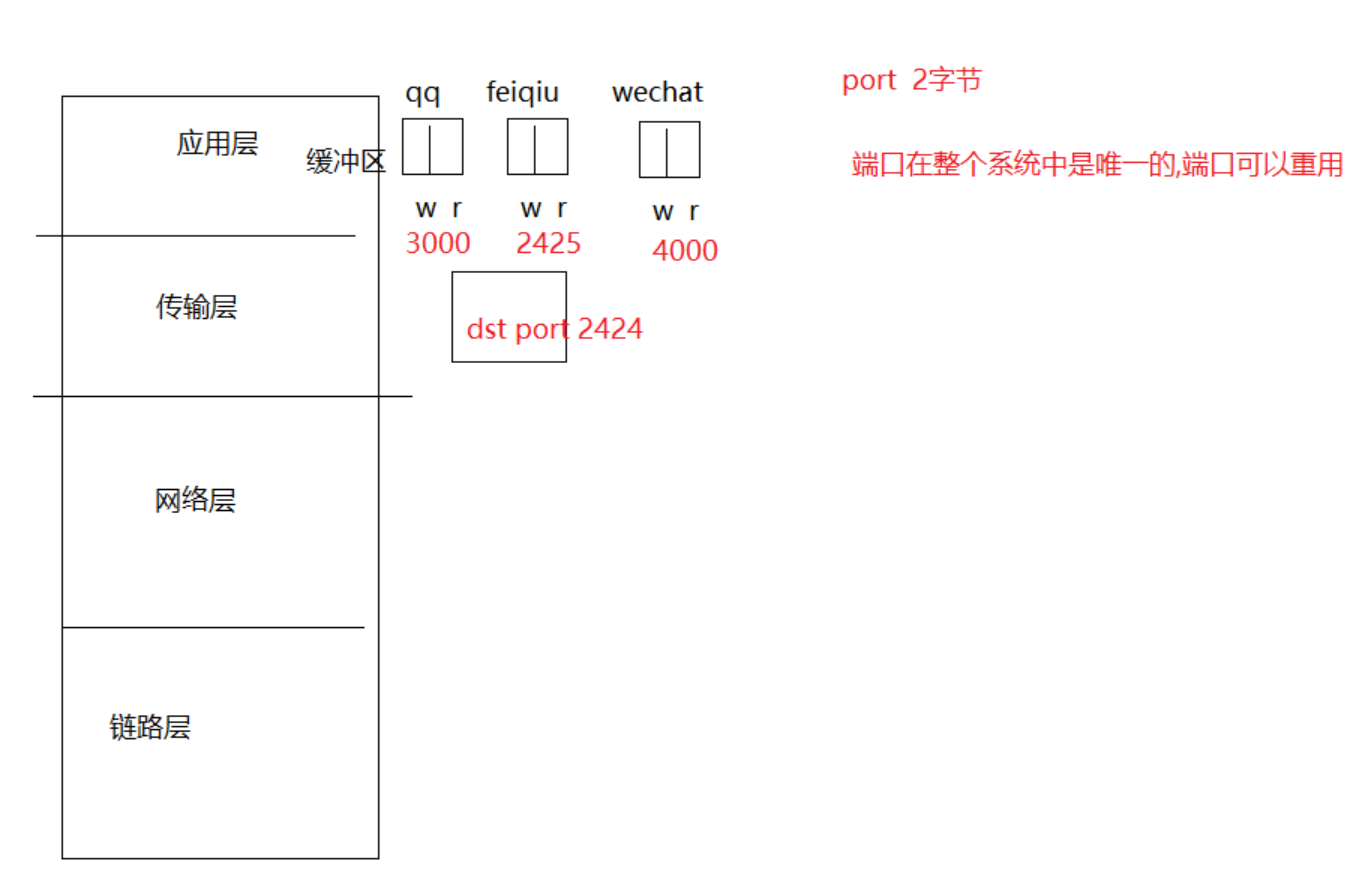 qq feiqiu wechat
port 2字节
应用层
缓冲区
端口在整个系统中是唯一的,端口可以重用
w r w r w r
3000 2425 4000
传输层
dst port 2424
网络层
链路层